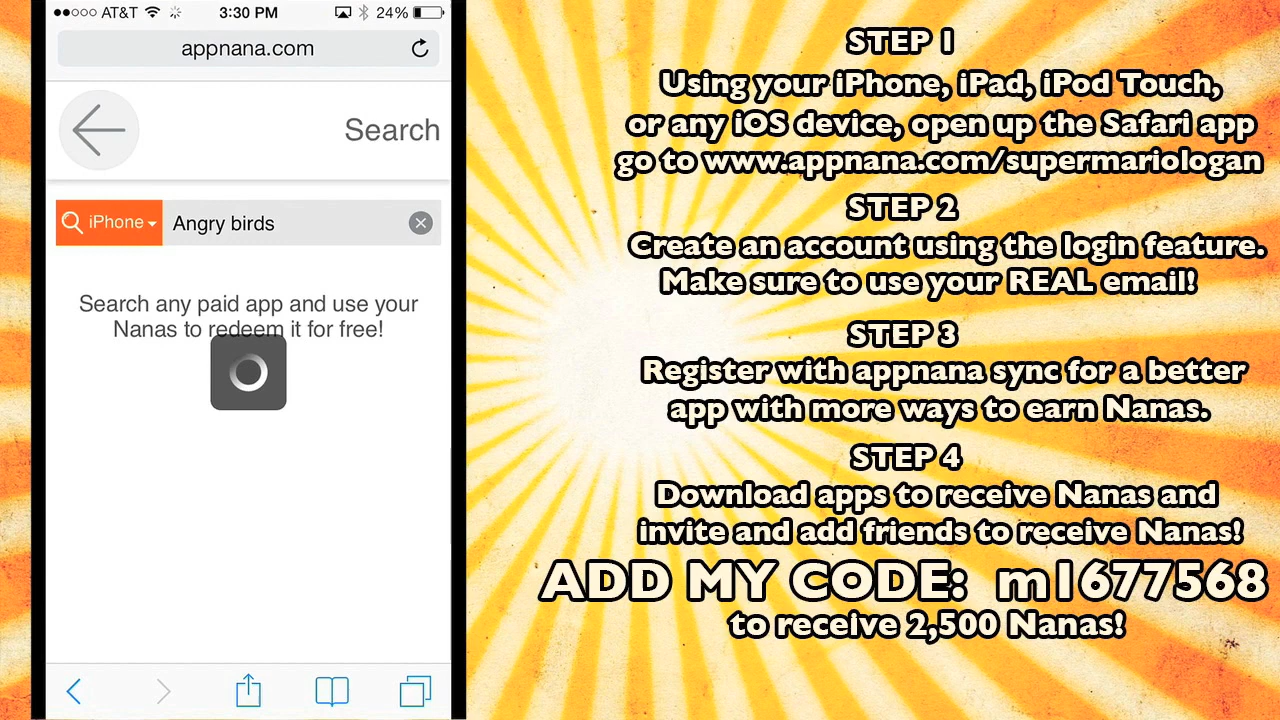 AT&T 3:30 PM 24%
appnana.com
Search
iPhone Angry birds
Search any paid app and use your
Nanas to redeem it for free!
STEP 1
Using your iPhone, iPad, iPod Touch,
or any iOS device, open up the Safari app
go to www.appnana.com/supermariologan
STEP 2
Create an account using the login feature.
Make sure to use your REAL email!
STEP 3
Register with appnana sync for a better
app with more ways to earn Nanas.
STEP 4
Download apps to receive Nanas and
invite and add friends to receive Nanas!
ADD MY CODE: m1677568
to receive 2,500 Nanas!